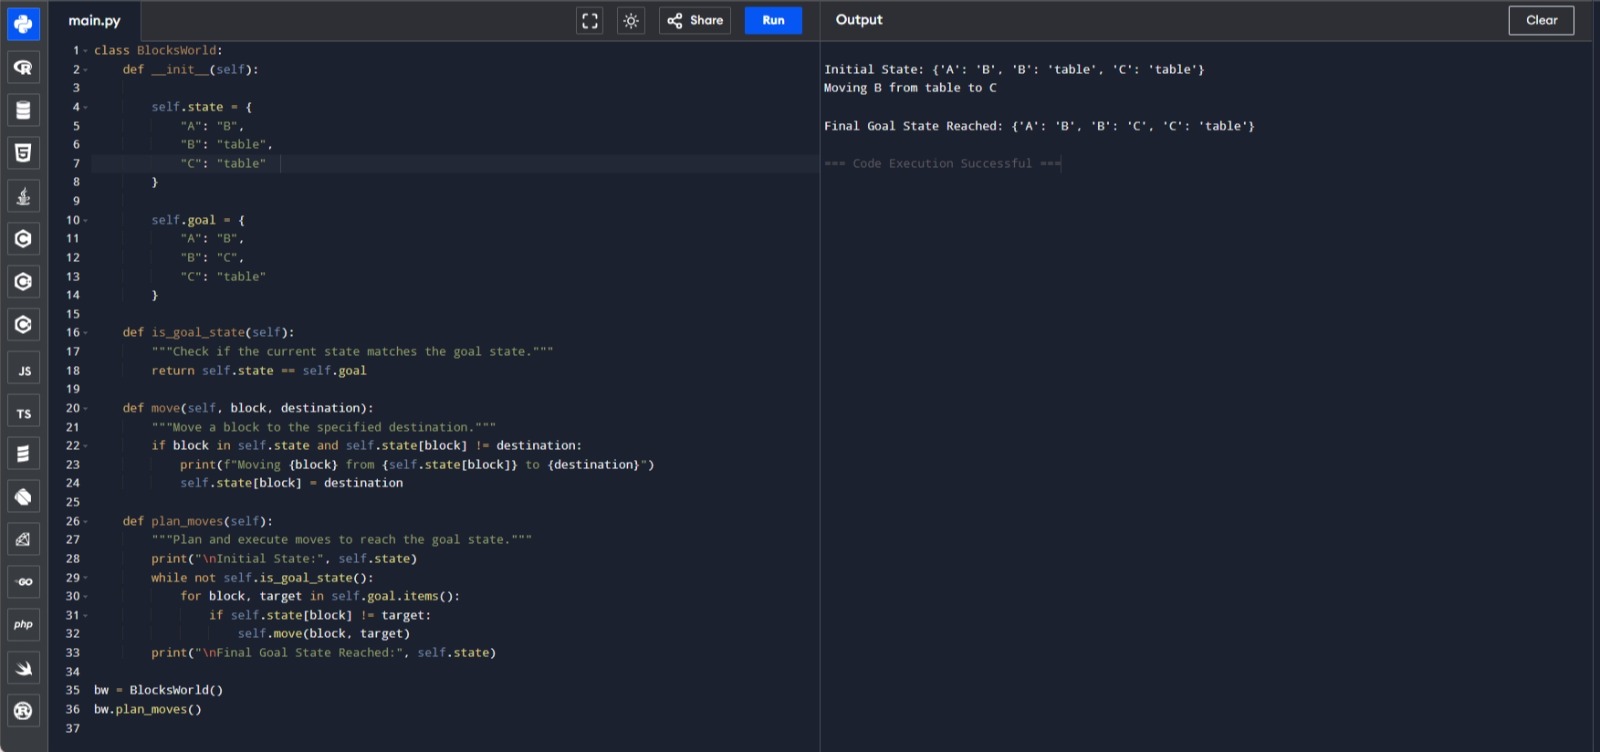 main.py
Share
Run
Output
Clear
R
5
C
C
C
JS
TS
GO
php
R
1 class BlocksWorld:
2     def __init__(self):
3
4         self.state = {
5             "A": "B",
6             "B": "table",
7             "C": "table"
8         }
9
10         self.goal = {
11             "A": "B",
12             "B": "C",
13             "C": "table"
14         }
15
16     def is_goal_state(self):
17         """Check if the current state matches the goal state."""
18         return self.state == self.goal
19
20     def move(self, block, destination):
21         """Move a block to the specified destination."""
22         if block in self.state and self.state[block] != destination:
23             print(f"Moving {block} from {self.state[block]} to {destination}")
24             self.state[block] = destination
25
26     def plan_moves(self):
27         """Plan and execute moves to reach the goal state."""
28         print("\nInitial State:", self.state)
29         while not self.is_goal_state():
30             for block, target in self.goal.items():
31                 if self.state[block] != target:
32                     self.move(block, target)
33         print("\nFinal Goal State Reached:", self.state)
34
35 bw = BlocksWorld()
36 bw.plan_moves()
37
Initial State: {'A': 'B', 'B': 'table', 'C': 'table'}
Moving B from table to C
Final Goal State Reached: {'A': 'B', 'B': 'C', 'C': 'table'}
=== Code Execution Successful ===